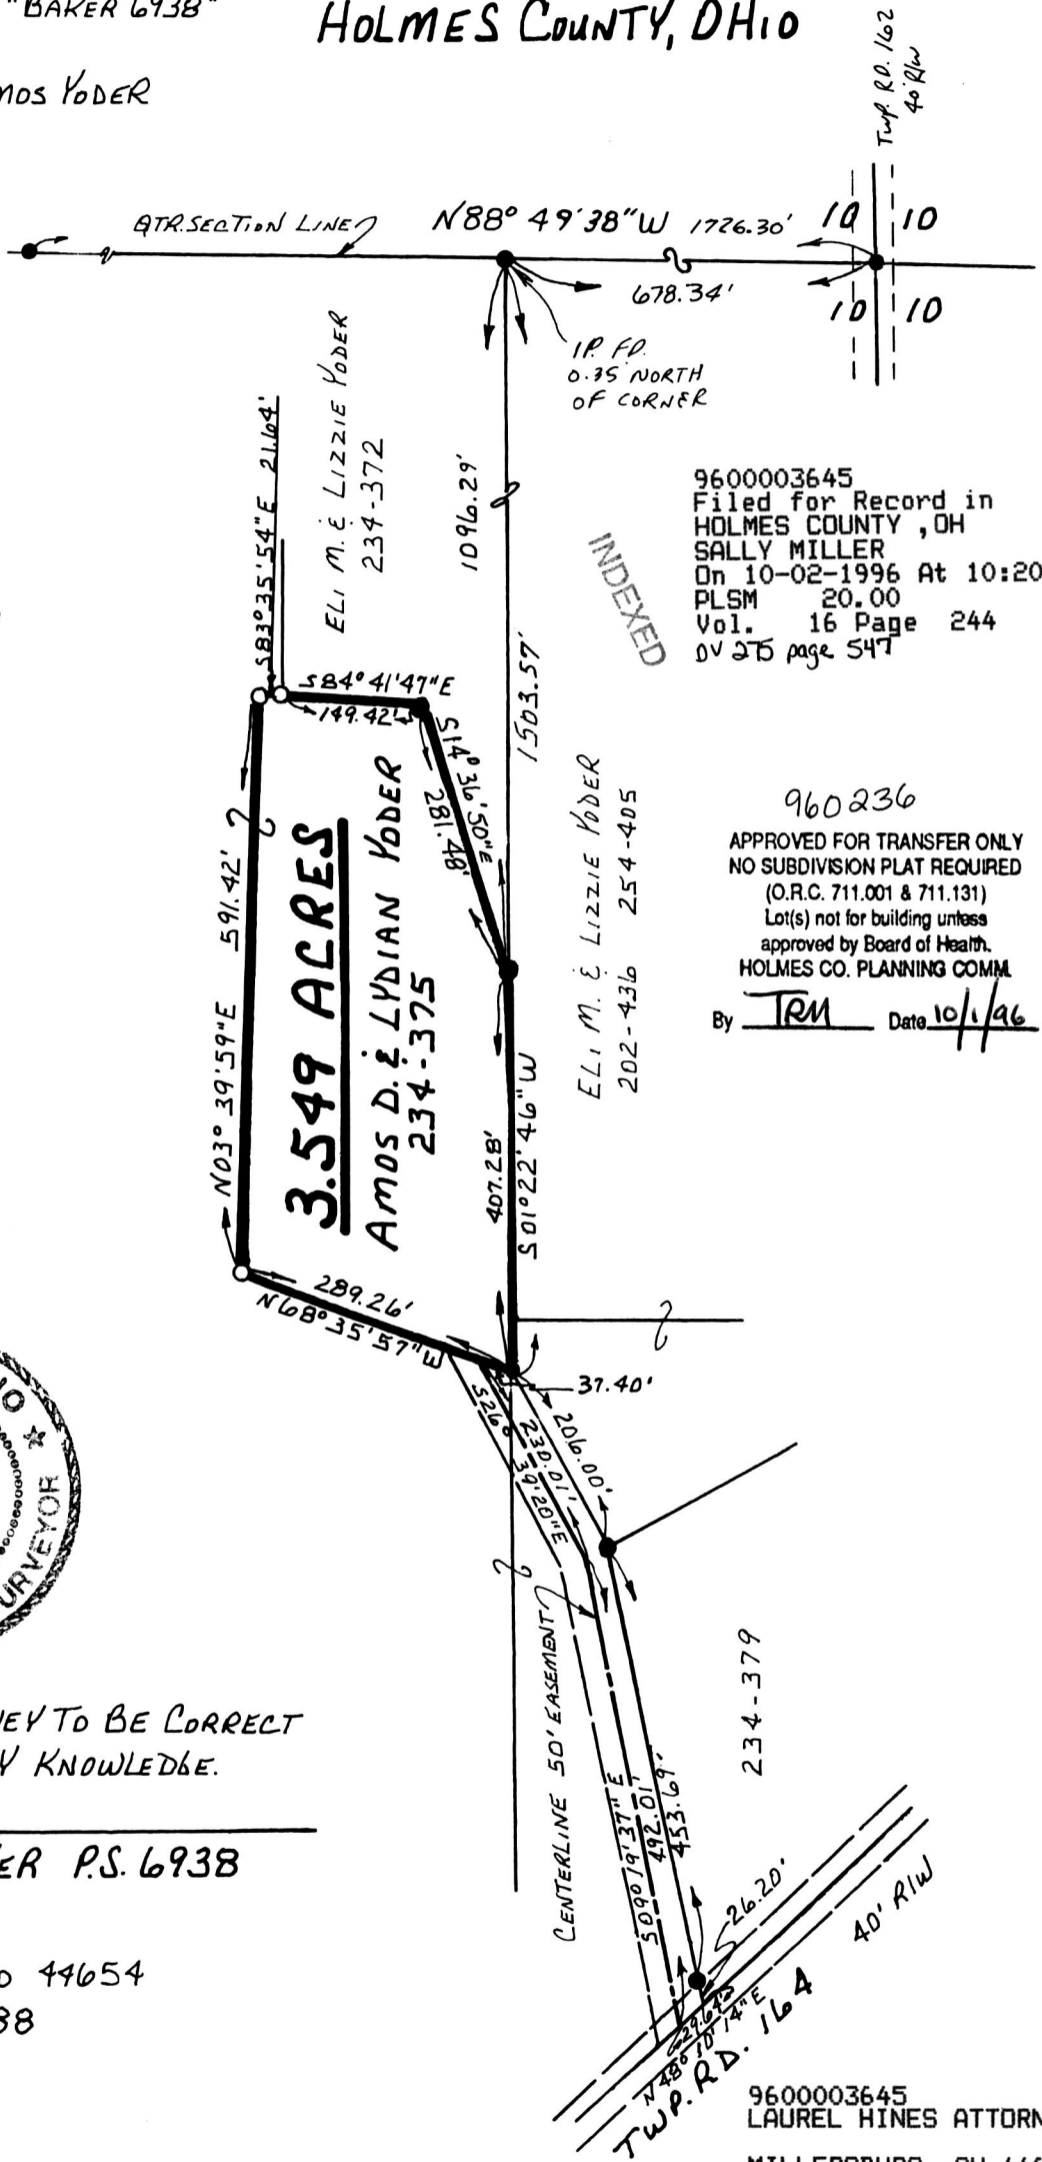 "BAKER 6938"
HOLMES COUNTY, OHIO
MOS YODER
TWP. RD. 162
40' R/W
QTR. SECTION LINE
N88° 49' 38" W 1726.30'
10 10
10 10
678.34'
I.P. FD.
0.35 NORTH
OF CORNER
S83° 35' 54" E 21.64'
ELI M. & LIZZIE YODER
234-372
1096.29'
1503.57'
INDEXED
9600003645
Filed for Record in
HOLMES COUNTY ,OH
SALLY MILLER
On 10-02-1996 At 10:20
PLSM 20.00
Vol. 16 Page 244
DV 275 page 547
S84° 41' 47" E
149.42'
S14° 36' 50" E
281.48'
N03° 39' 59" E 591.42'
3.549 ACRES
AMOS D. & LYDIAN YODER
234-375
ELI M. & LIZZIE YODER
202-436 254-405
960236
APPROVED FOR TRANSFER ONLY
NO SUBDIVISION PLAT REQUIRED
(O.R.C. 711.001 & 711.131)
Lot(s) not for building unless
approved by Board of Health.
HOLMES CO. PLANNING COMM.
By TRM Date 10/1/96
407.28'
S01° 22' 46" W
289.26'
N68° 35' 57" W
37.40'
206.00'
230.01'
S26° 39' 20" E
URVEYOR
CENTERLINE 50' EASEMENT
234-379
S09° 19' 37" E
492.01'
453.69'
26.20'
29.64'
N48° 10' 14" E
40' R/W
TWP. RD. 164
EY TO BE CORRECT
Y KNOWLEDGE.
ER P.S. 6938
O 44654
38
9600003645
LAUREL HINES ATTORN